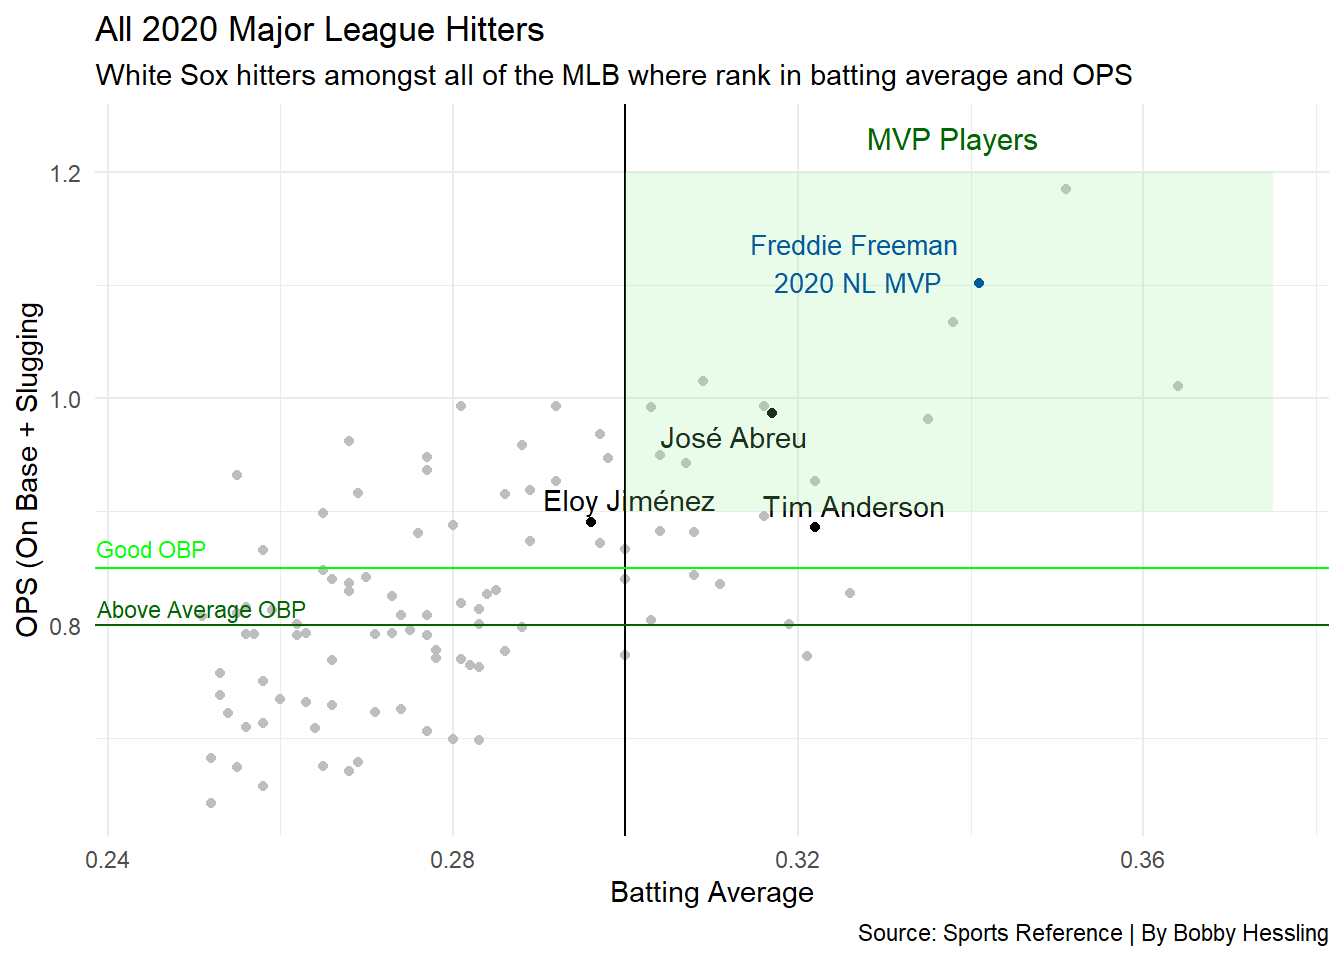 All 2020 Major League Hitters
White Sox hitters amongst all of the MLB where rank in batting average and OPS
MVP Players
1.2
Freddie Freeman
2020 NL MVP
1.0
José Abreu
Eloy Jiménez
Tim Anderson
Good OBP
Above Average OBP
0.8
OPS (On Base + Slugging
0.24
0.28
0.32
0.36
Batting Average
Source: Sports Reference | By Bobby Hessling